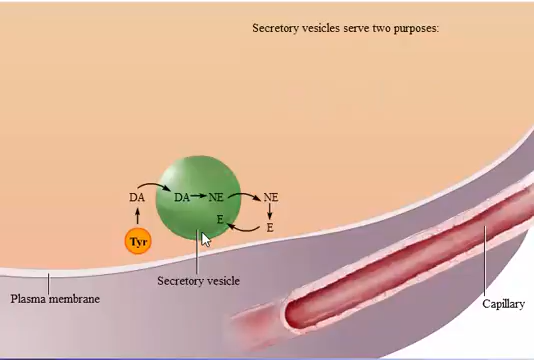 Secretory vesicles serve two purposes:
DA
DA
NE
NE
E
E
Tyr
Secretory vesicle
Plasma membrane
Capillary